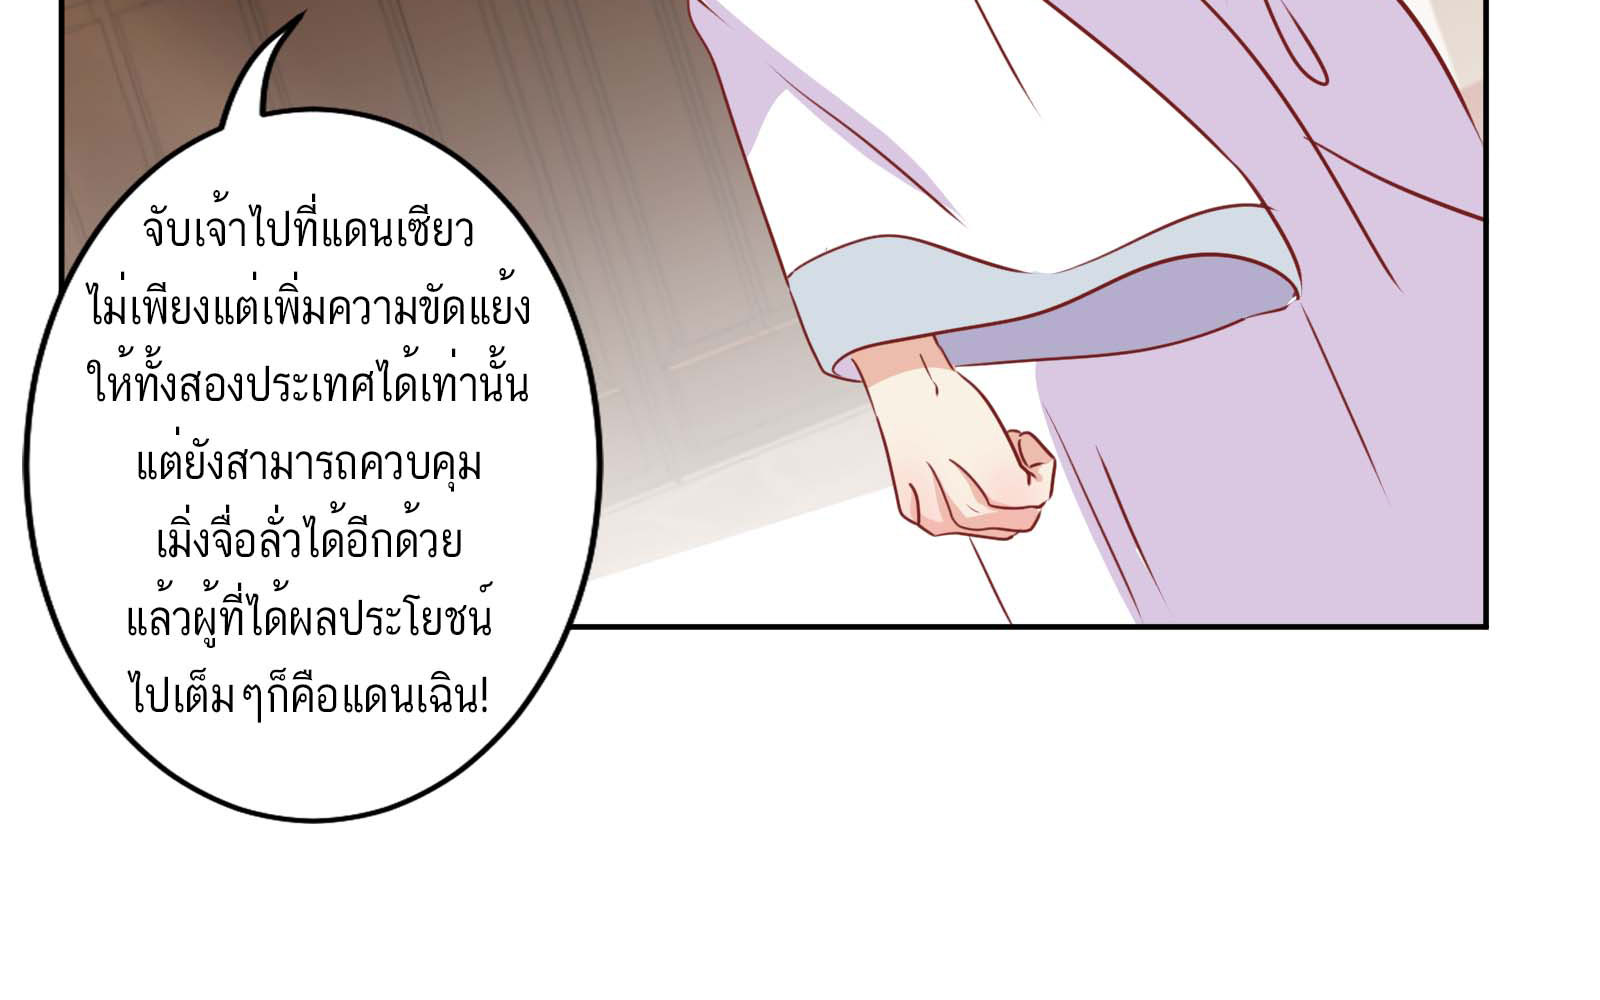 จับเจ้าไปที่แดนเซียว
ไม่เพียงแต่เพิ่มความขัดแย้ง
ให้ทั้งสองประเทศได้เท่านั้น
แต่ยังสามารถควบคุม
เมิ่งจื่อลั่วได้อีกด้วย
แล้วผู้ที่ได้ผลประโยชน์
ไปเต็มๆก็คือแดนเฉิน!